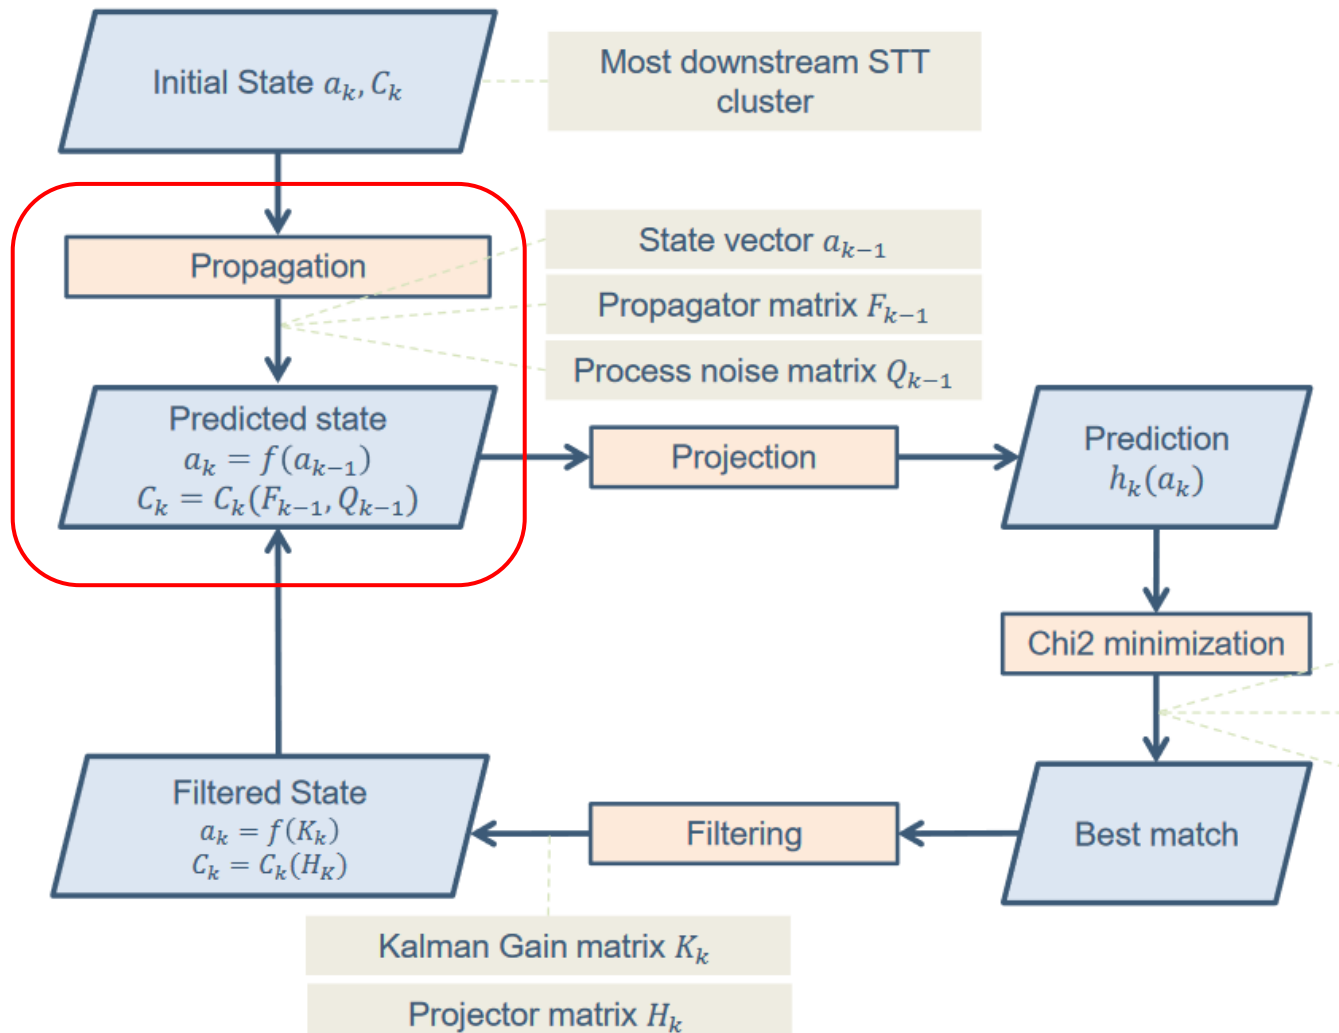 Initial State $a_k, C_k$
Most downstream STT
cluster
Propagation
State vector $a_{k-1}$
Propagator matrix $F_{k-1}$
Process noise matrix $Q_{k-1}$
Predicted state
$a_k = f(a_{k-1})$
$C_k = C_k(F_{k-1}, Q_{k-1})$
Projection
Prediction
$h_k(a_k)$
Chi2 minimization
Best match
Filtering
Filtered State
$a_k = f(K_k)$
$C_k = C_k(H_K)$
Kalman Gain matrix $K_k$
Projector matrix $H_k$